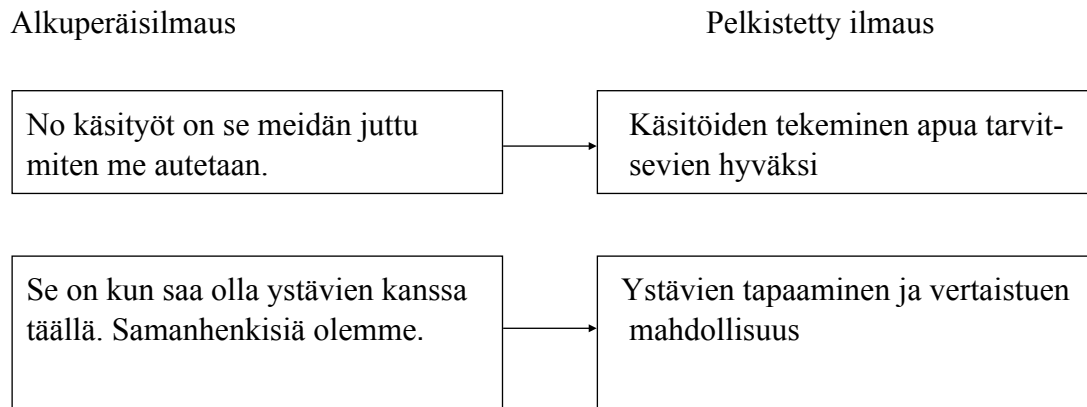 Alkuperäisilmaus
Pelkistetty ilmaus
No käsityöt on se meidän juttu
miten me autetaan.
Käsitöiden tekeminen apua tarvit-
sevien hyväksi
Se on kun saa olla ystävien kanssa
täällä. Samanhenkisiä olemme.
Ystävien tapaaminen ja vertaistuen
mahdollisuus